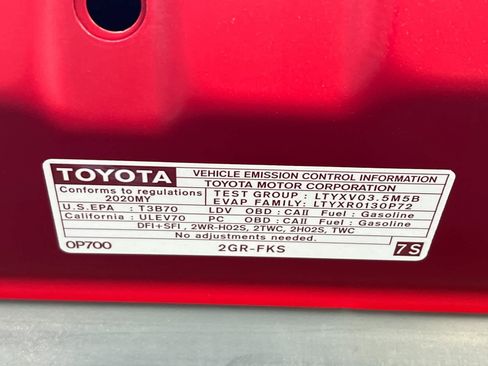 TOYOTA VEHICLE EMISSION CONTROL INFORMATION
TOYOTA MOTOR CORPORATION
Conforms to regulations TEST GROUP : LTYXV03.5M5B
2020MY EVAP FAMILY: LTYXR0130P72
U.S.EPA : T3B70 LDV OBD : CAII Fuel : Gasoline
California : ULEV70 PC OBD : CAII Fuel : Gasoline
DFI+SFI, 2WR-H02S, 2TWC, 2H02S, TWC
No adjustments needed.
0P700 2GR-FKS 7S